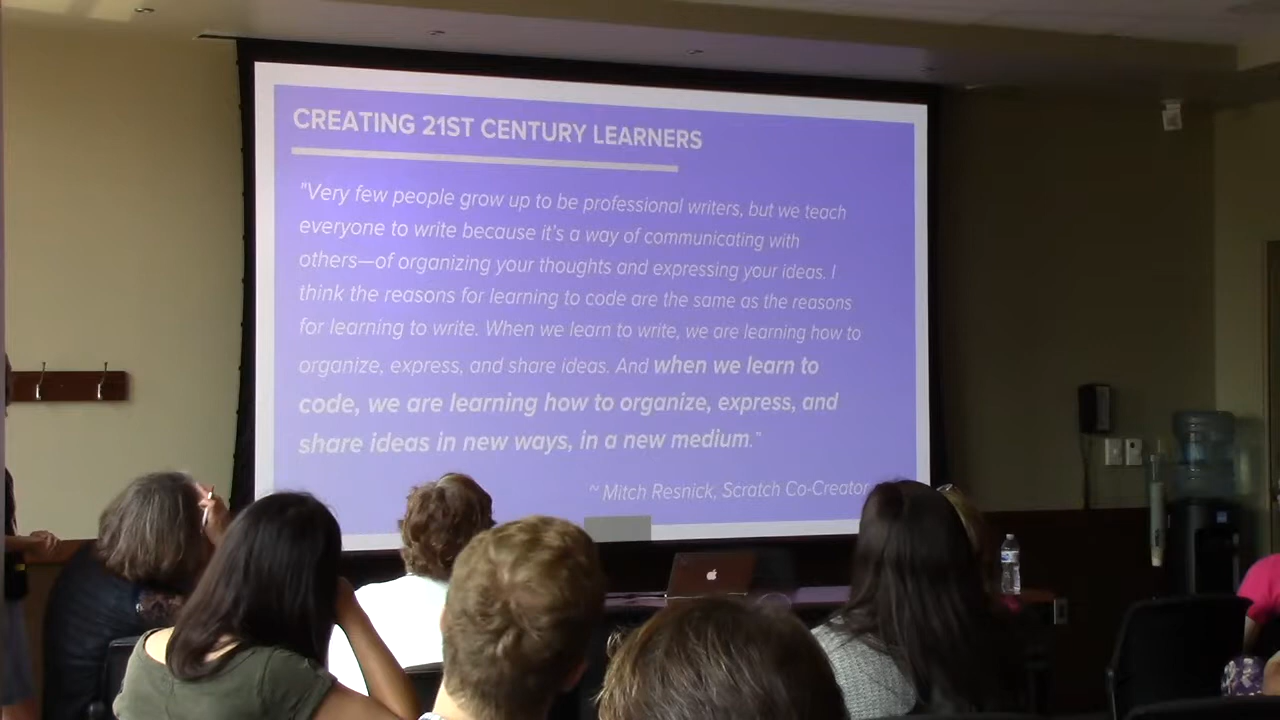 CREATING 21ST CENTURY LEARNERS
"Very few people grow up to be professional writers, but we teach
everyone to write because it's a way of communicating with
others—of organizing your thoughts and expressing your ideas. I
think the reasons for learning to code are the same as the reasons
for learning to write. When we learn to write, we are learning how to
organize, express, and share ideas. And when we learn to
code, we are learning how to organize, express, and
share ideas in new ways, in a new medium."
~ Mitch Resnick, Scratch Co-Creator